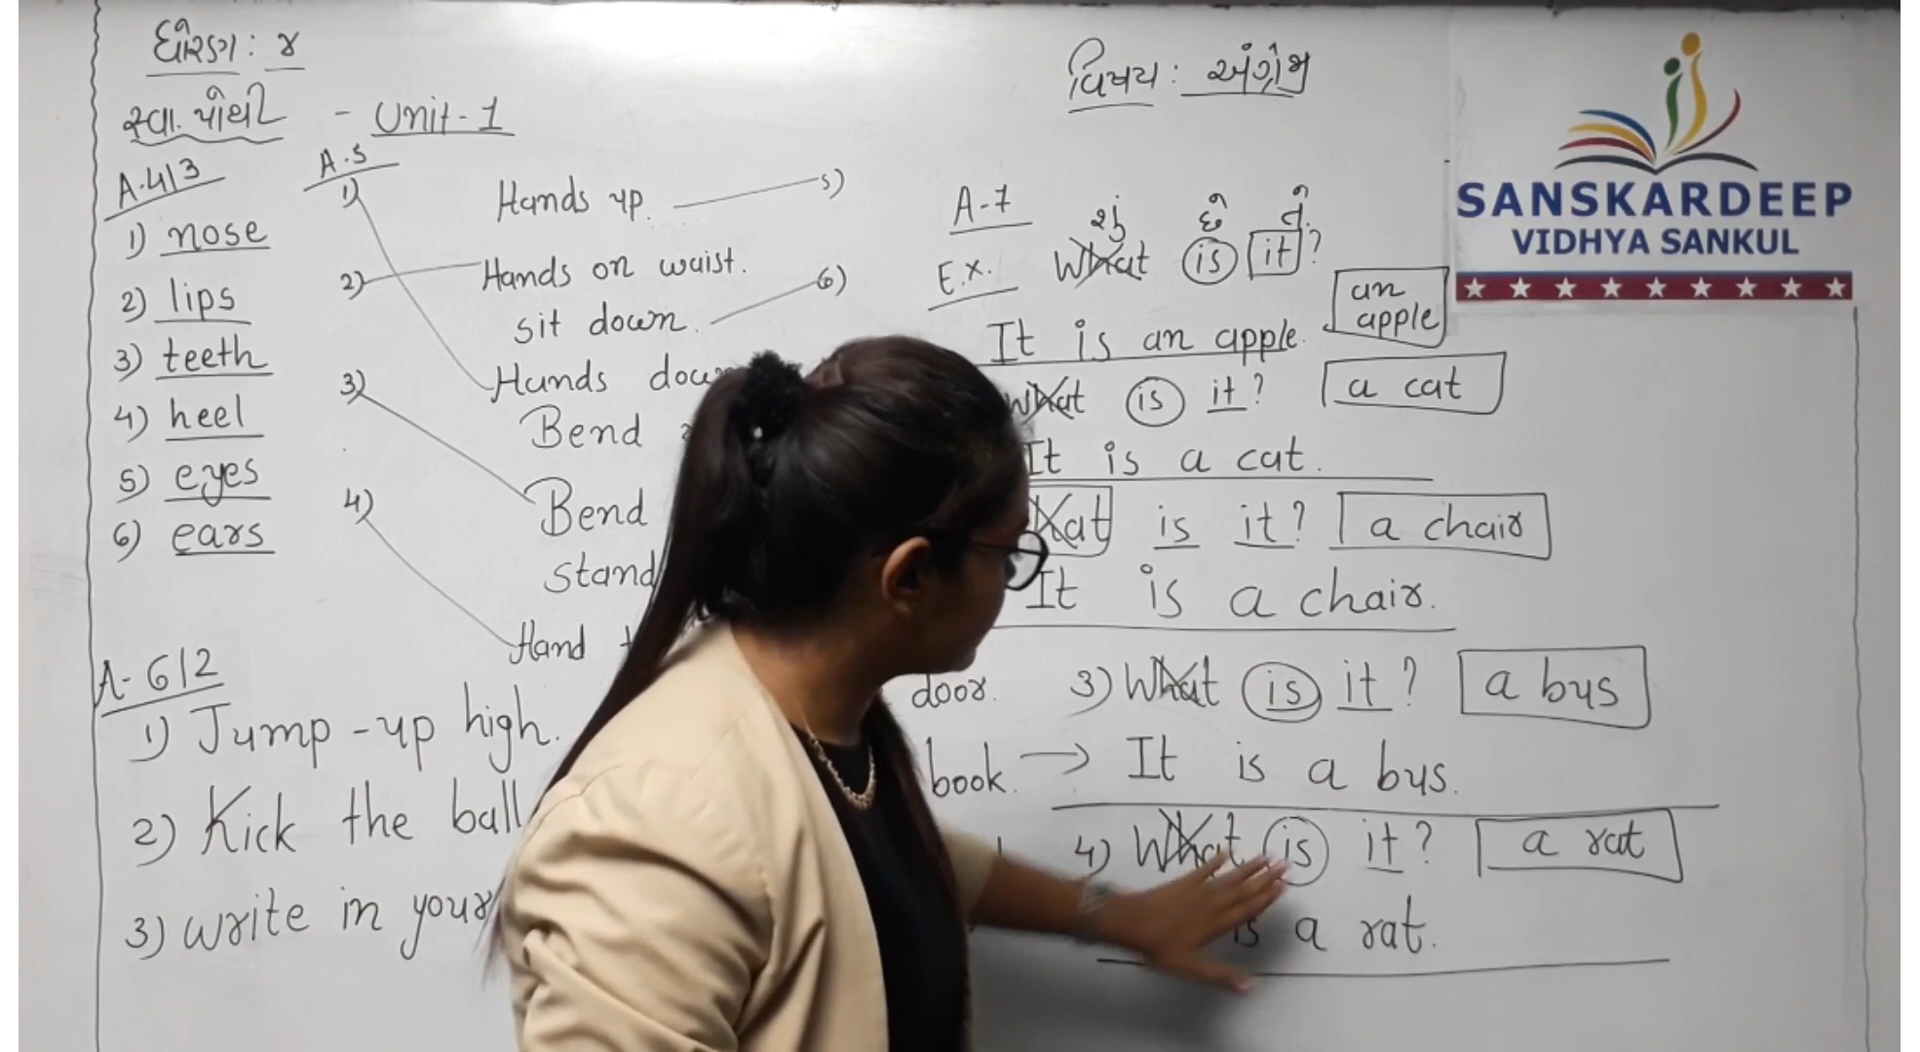 ધોરણ : ૪
સ્વા. પોથી - Unit-1
A.4/3
1) nose
2) lips
3) teeth
4) heel
5) eyes
6) ears
A.5
1)
Hands up. 5)
2) Hands on waist.
sit down. 6)
Hands
3) Bend
Bend
4) stand
Hand
A-6/2
1) Jump-up high.
2) Kick the ball
3) write in your
door.
book.
વિષય : અંગ્રેજી
A-7
શું છે તે
E.x. What is it?
an apple
It is an apple.
What is it? a cat
It is a cat.
is it? a chair
It is a chair.
3) What is it? a bus
→ It is a bus.
4) What is it? a rat
is a rat.
SANSKARDEEP
VIDHYA SANKUL